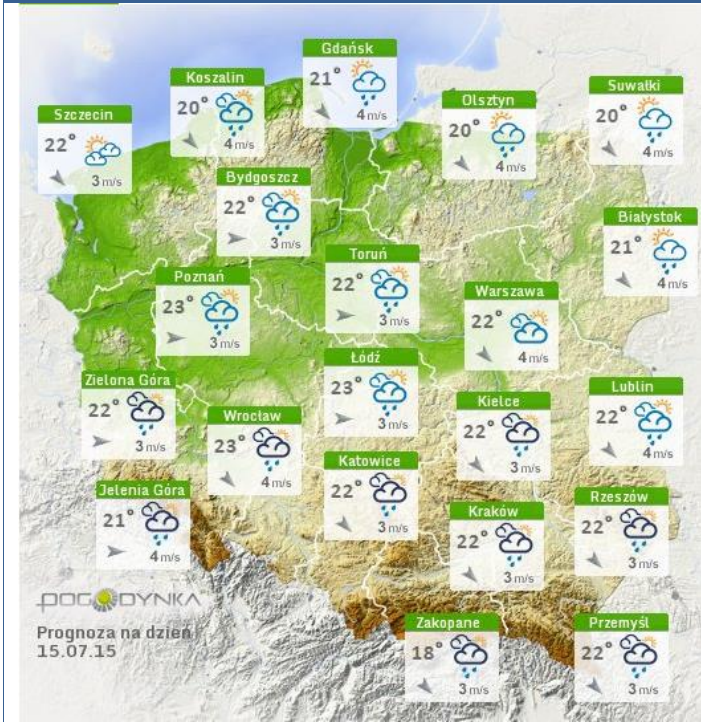 Gdańsk
21°
4 m/s
Koszalin
20°
4 m/s
Olsztyn
20°
4 m/s
Suwałki
20°
4 m/s
Szczecin
22°
3 m/s
Bydgoszcz
22°
3 m/s
Białystok
21°
4 m/s
Toruń
22°
3 m/s
Poznań
23°
3 m/s
Warszawa
22°
4 m/s
Łódź
23°
3 m/s
Zielona Góra
22°
3 m/s
Lublin
22°
4 m/s
Kielce
22°
3 m/s
Wrocław
23°
4 m/s
Katowice
22°
3 m/s
Jelenia Góra
21°
4 m/s
Rzeszów
22°
3 m/s
Kraków
22°
3 m/s
POGODYNKA
Prognoza na dzień
15.07.15
Zakopane
18°
3 m/s
Przemyśl
22°
3 m/s